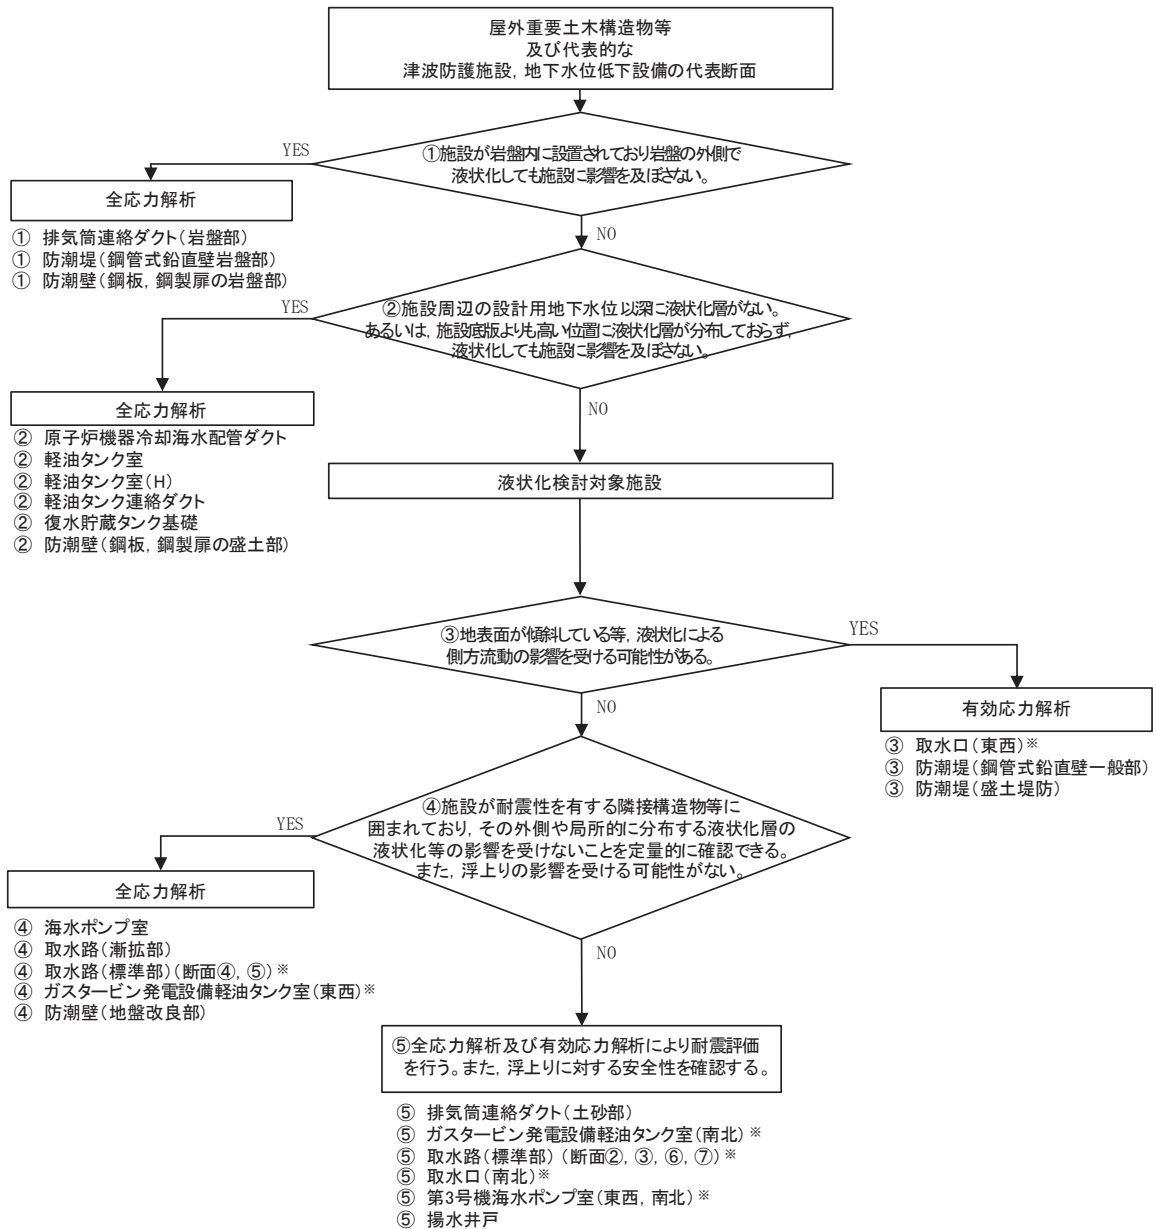 屋外重要土木構造物等
及び代表的な
津波防護施設，地下水位低下設備の代表断面
①施設が岩盤内に設置されており岩盤の外側で
液状化しても施設に影響を及ぼさない。
YES
全応力解析
① 排気筒連絡ダクト（岩盤部）
① 防潮堤（鋼管式鉛直壁岩盤部）
① 防潮壁（鋼板，鋼製扉の岩盤部）
NO
②施設周辺の設計用地下水位以深に液状化層がない。
あるいは，施設底版よりも高い位置に液状化層が分布しておらず，
液状化しても施設に影響を及ぼさない。
YES
全応力解析
② 原子炉機器冷却海水配管ダクト
② 軽油タンク室
② 軽油タンク室（H）
② 軽油タンク連絡ダクト
② 復水貯蔵タンク基礎
② 防潮壁（鋼板，鋼製扉の盛土部）
NO
液状化検討対象施設
③地表面が傾斜している等，液状化による
側方流動の影響を受ける可能性がある。
YES
有効応力解析
③ 取水口（東西）※
③ 防潮堤（鋼管式鉛直壁一般部）
③ 防潮堤（盛土堤防）
NO
④施設が耐震性を有する隣接構造物等に
囲まれており，その外側や局所的に分布する液状化層の
液状化等の影響を受けないことを定量的に確認できる。
また，浮上りの影響を受ける可能性がない。
YES
全応力解析
④ 海水ポンプ室
④ 取水路（漸拡部）
④ 取水路（標準部）（断面④，⑤）※
④ ガスタービン発電設備軽油タンク室（東西）※
④ 防潮壁（地盤改良部）
NO
⑤全応力解析及び有効応力解析により耐震評価
を行う。また，浮上りに対する安全性を確認する。
⑤ 排気筒連絡ダクト（土砂部）
⑤ ガスタービン発電設備軽油タンク室（南北）※
⑤ 取水路（標準部）（断面②，③，⑥，⑦）※
⑤ 取水口（南北）※
⑤ 第3号機海水ポンプ室（東西，南北）※
⑤ 揚水井戸